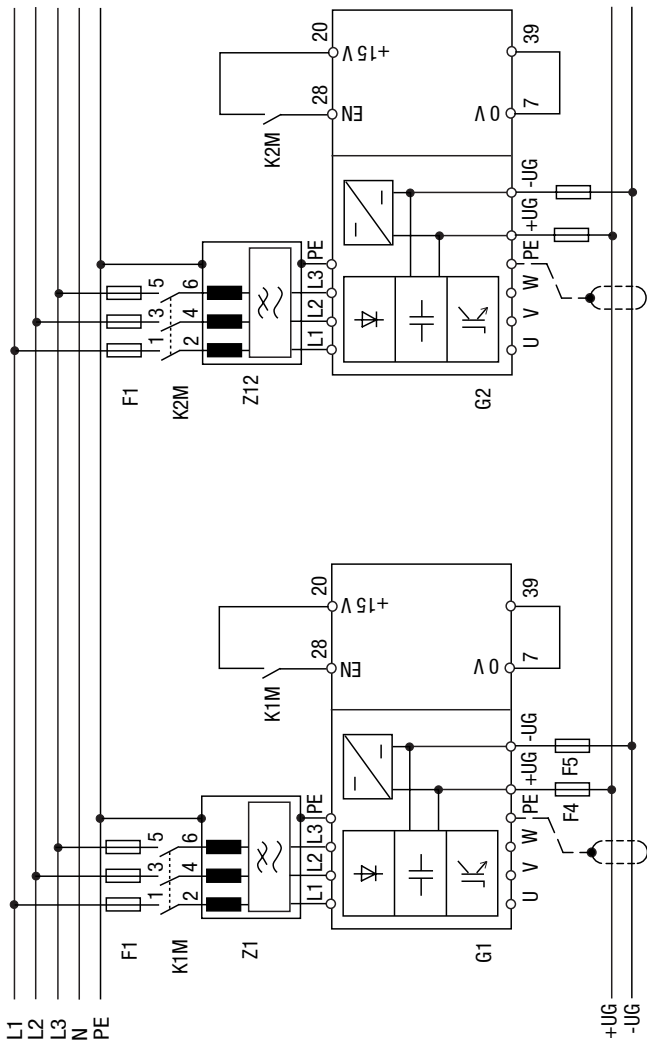 L1
L2
L3
N
PE
F1
K1M
1 3 5
2 4 6
Z1
L1 L2 L3 PE
K1M
28 20
EN +15 V
0 V
7 39
G1
U V W PE +UG -UG
F4 F5
F1
K2M
1 3 5
2 4 6
Z12
L1 L2 L3 PE
K2M
28 20
EN +15 V
0 V
7 39
G2
U V W PE +UG -UG
+UG
-UG